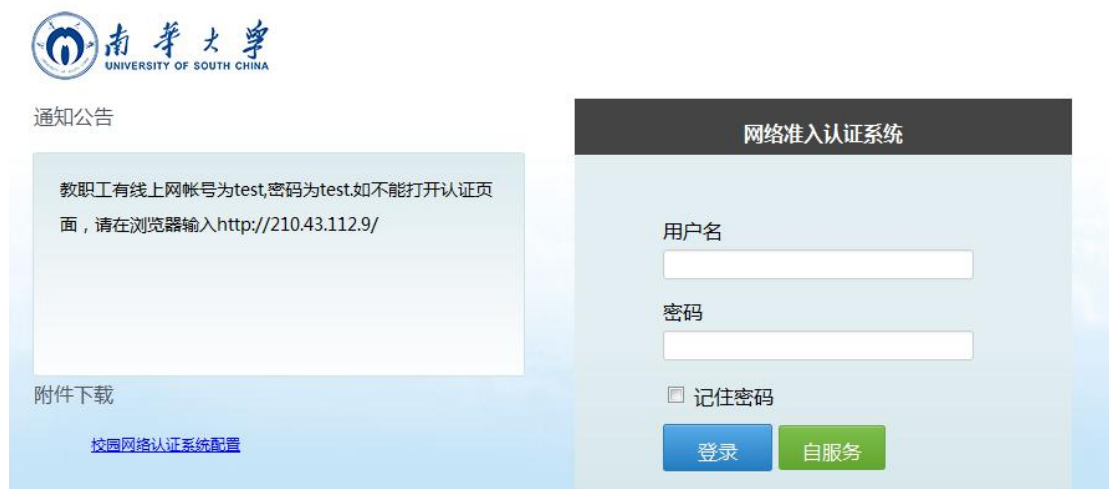 南华大学
UNIVERSITY OF SOUTH CHINA
通知公告
教职工有线上网帐号为test,密码为test.如不能打开认证页
面，请在浏览器输入http://210.43.112.9/
附件下载
校园网络认证系统配置
网络准入认证系统
用户名
密码
记住密码
登录
自服务